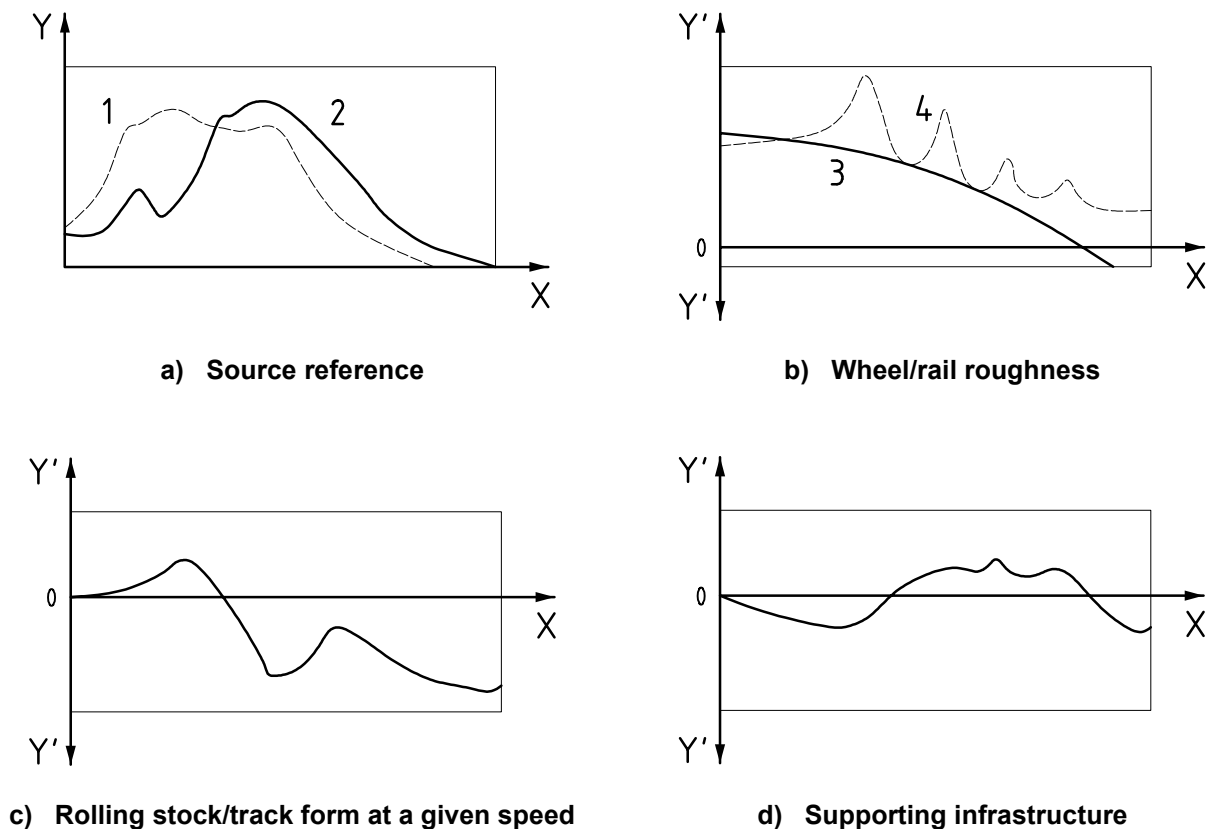 Y
1
2
X
a) Source reference
Y'
4
3
0
X
Y'
b) Wheel/rail roughness
Y'
0
X
Y'
c) Rolling stock/track form at a given speed
Y'
0
X
Y'
d) Supporting infrastructure